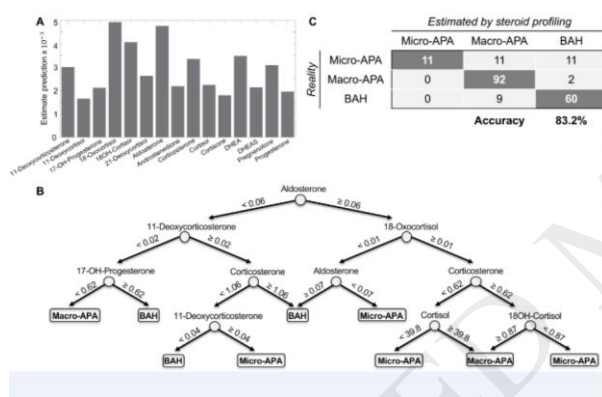 A
Estimate prediction x 10⁻³
5
4
3
2
1
0
11-Deoxycorticosterone
11-Deoxycortisol
17-OH-Progesterone
18-Oxocortisol
18OH-Cortisol
21-Deoxycortisol
Aldosterone
Androstenedione
Corticosterone
Cortisol
Cortisone
DHEA
DHEAS
Pregnenolone
Progesterone
C
Estimated by steroid profiling
Micro-APA Macro-APA BAH
Reality
Micro-APA 11 11 11
Macro-APA 0 92 2
BAH 0 9 60
Accuracy 83.2%
B
Aldosterone
< 0.06 ≥ 0.06
11-Deoxycorticosterone 18-Oxocortisol
< 0.02 ≥ 0.02 < 0.01 ≥ 0.01
17-OH-Progesterone Corticosterone Aldosterone Corticosterone
< 0.62 ≥ 0.62 < 1.06 ≥ 1.06 ≥ 0.07 < 0.07 < 0.62 ≥ 0.62
Macro-APA BAH 11-Deoxycorticosterone BAH Micro-APA Cortisol 18OH-Cortisol
< 0.04 ≥ 0.04 < 39.8 ≥ 39.8 ≥ 0.87 < 0.87
BAH Micro-APA Micro-APA Macro-APA Micro-APA